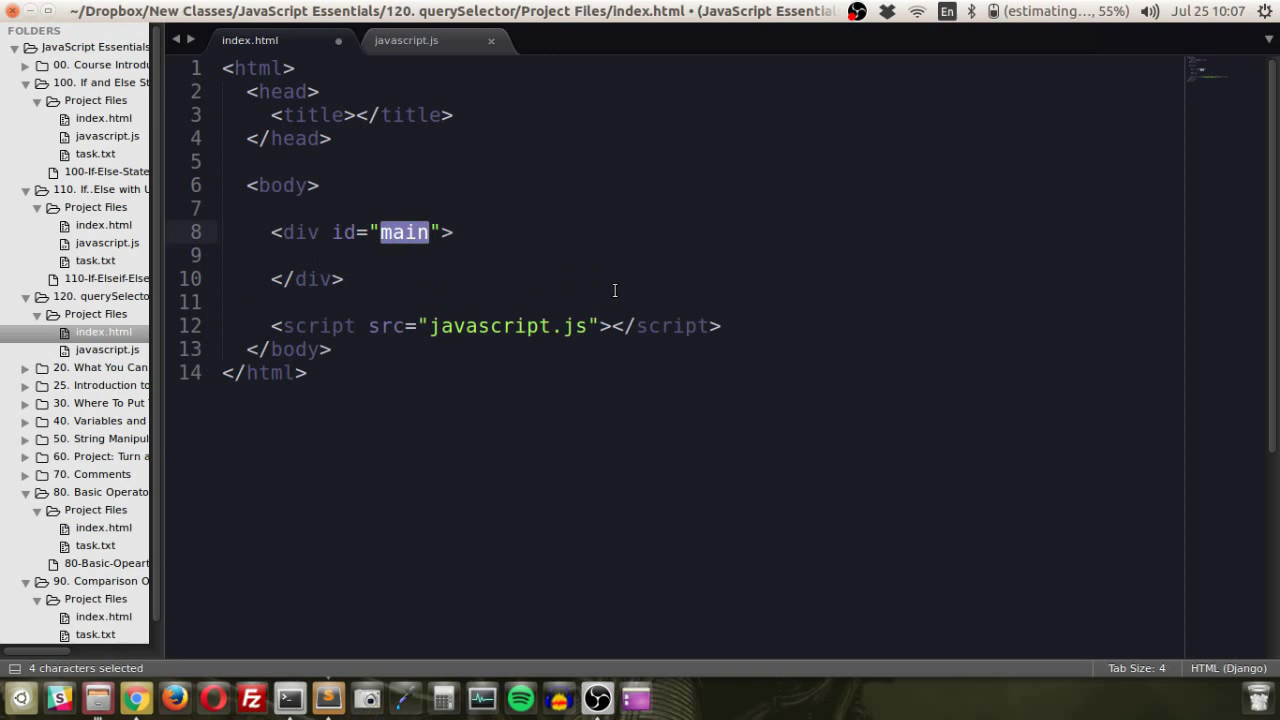 ~/Dropbox/New Classes/JavaScript Essentials/120. querySelector/Project Files/index.html • (JavaScript Essential
En
(estimating..., 55%)
Jul 25 10:07
FOLDERS
JavaScript Essentials
00. Course Introdu
100. If and Else St
Project Files
index.html
javascript.js
task.txt
100-If-Else-State
110. If..Else with U
Project Files
index.html
javascript.js
task.txt
110-If-Elseif-Else
120. querySelecto
Project Files
index.html
javascript.js
20. What You Can
25. Introduction to
30. Where To Put
40. Variables and
50. String Manipul
60. Project: Turn a
70. Comments
80. Basic Operato
Project Files
index.html
task.txt
80-Basic-Opeart
90. Comparison O
Project Files
index.html
task.txt
index.html
javascript.js
1 <html>
2 <head>
3 <title></title>
4 </head>
5
6 <body>
7
8 <div id="main">
9
10 </div>
11
12 <script src="javascript.js"></script>
13 </body>
14 </html>
4 characters selected
Tab Size: 4
HTML (Django)